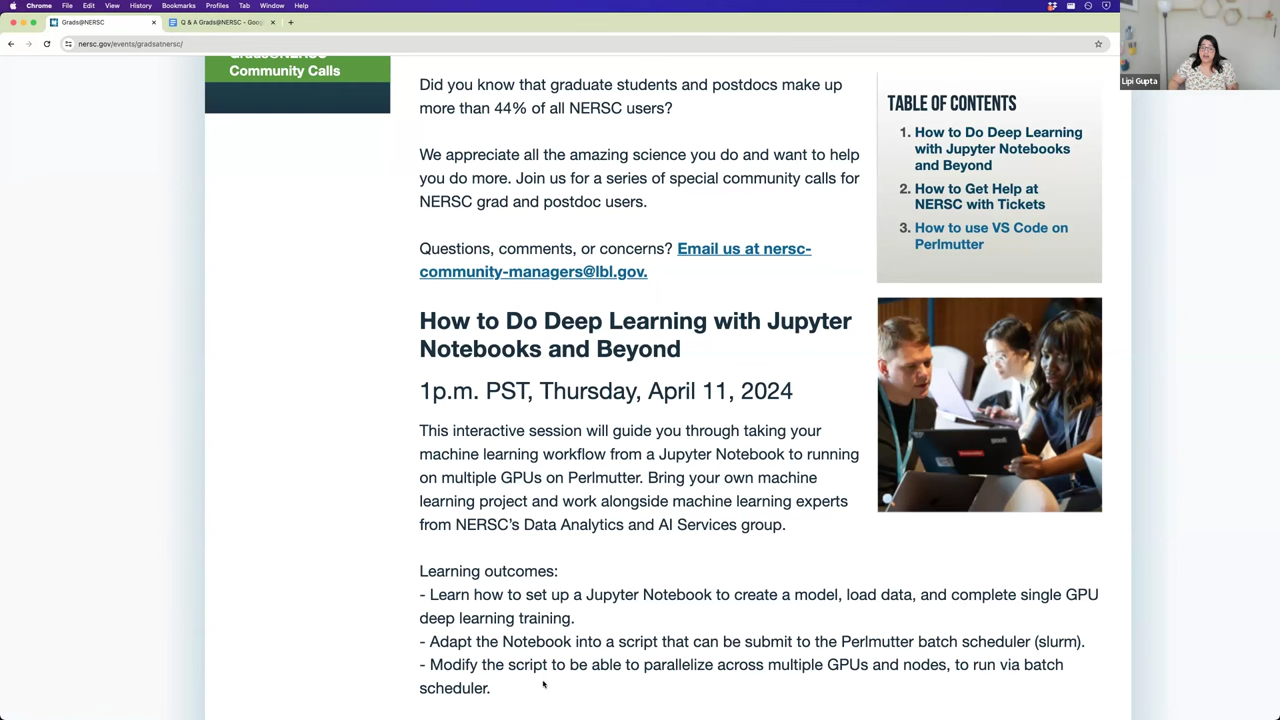 Chrome File Edit View History Bookmarks Profiles Tab Window Help
Grads@NERSC
Q & A Grads@NERSC - Goo
nersc.gov/events/gradsatnersc/
Lipi Gupta
Grads@NERSC
Community Calls
Did you know that graduate students and postdocs make up
more than 44% of all NERSC users?
We appreciate all the amazing science you do and want to help
you do more. Join us for a series of special community calls for
NERSC grad and postdoc users.
Questions, comments, or concerns? Email us at nersc-
community-managers@lbl.gov.
How to Do Deep Learning with Jupyter
Notebooks and Beyond
1p.m. PST, Thursday, April 11, 2024
This interactive session will guide you through taking your
machine learning workflow from a Jupyter Notebook to running
on multiple GPUs on Perlmutter. Bring your own machine
learning project and work alongside machine learning experts
from NERSC's Data Analytics and AI Services group.
Learning outcomes:
- Learn how to set up a Jupyter Notebook to create a model, load data, and complete single GPU
deep learning training.
- Adapt the Notebook into a script that can be submit to the Perlmutter batch scheduler (slurm).
- Modify the script to be able to parallelize across multiple GPUs and nodes, to run via batch
scheduler.
TABLE OF CONTENTS
1. How to Do Deep Learning
with Jupyter Notebooks
and Beyond
2. How to Get Help at
NERSC with Tickets
3. How to use VS Code on
Perlmutter